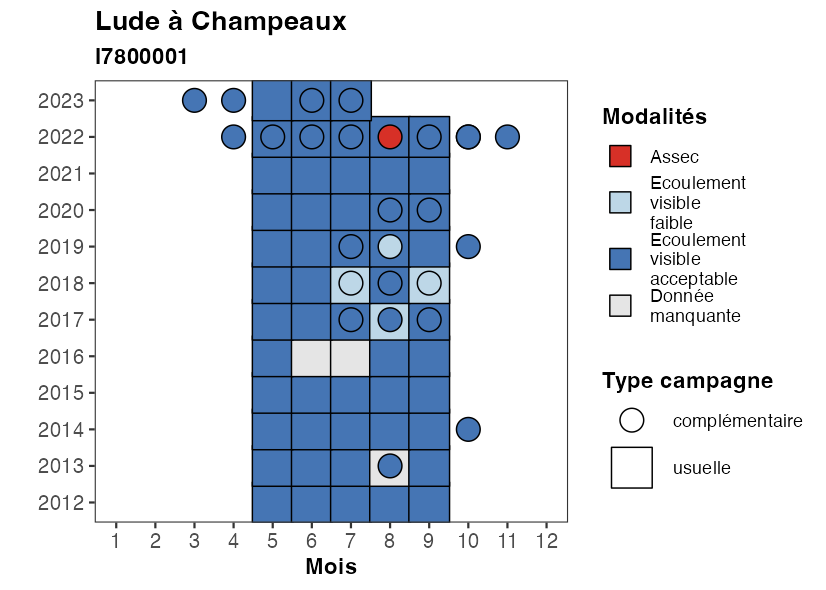 Lude à Champeaux
I7800001
2023
2022
2021
2020
2019
2018
2017
2016
2015
2014
2013
2012
1 2 3 4 5 6 7 8 9 10 11 12
Mois
Modalités
Assec
Ecoulement
visible
faible
Ecoulement
visible
acceptable
Donnée
manquante
Type campagne
complémentaire
usuelle